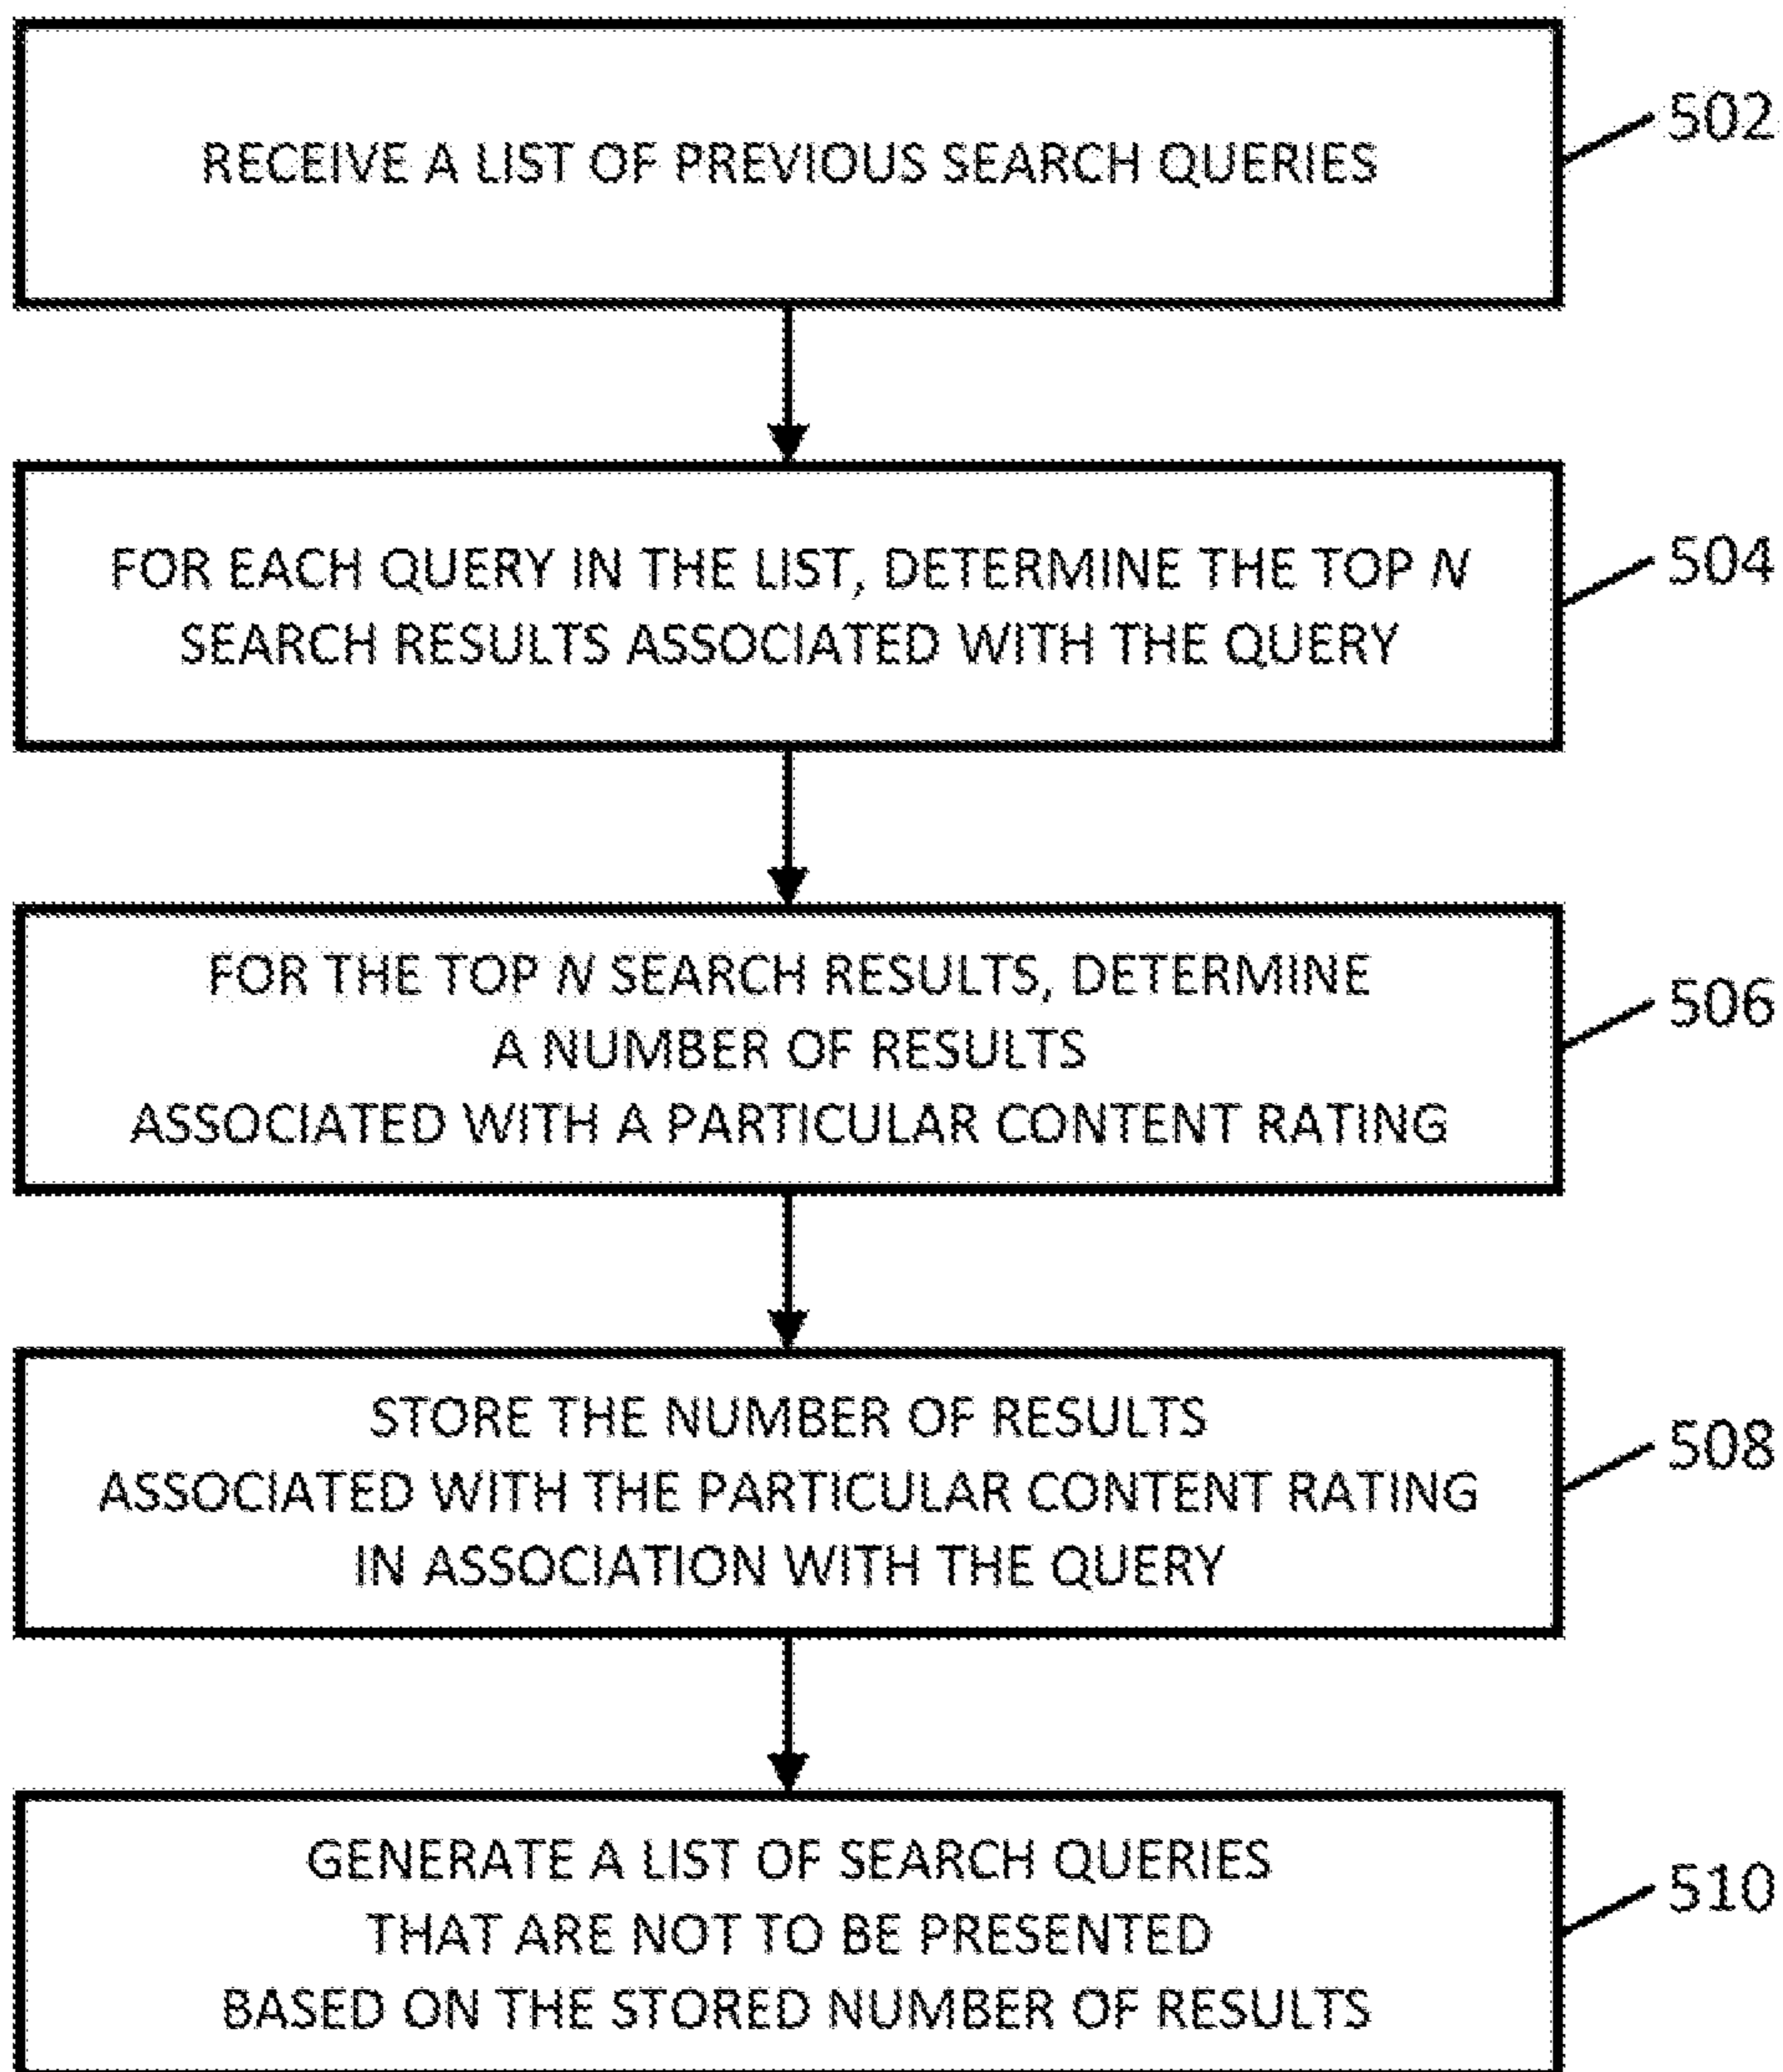 RECEIVE A LIST OF PREVIOUS SEARCH QUERIES
502
FOR EACH QUERY IN THE LIST, DETERMINE THE TOP N
SEARCH RESULTS ASSOCIATED WITH THE QUERY
504
FOR THE TOP N SEARCH RESULTS, DETERMINE
A NUMBER OF RESULTS
ASSOCIATED WITH A PARTICULAR CONTENT RATING
506
STORE THE NUMBER OF RESULTS
ASSOCIATED WITH THE PARTICULAR CONTENT RATING
IN ASSOCIATION WITH THE QUERY
508
GENERATE A LIST OF SEARCH QUERIES
THAT ARE NOT TO BE PRESENTED
BASED ON THE STORED NUMBER OF RESULTS
510